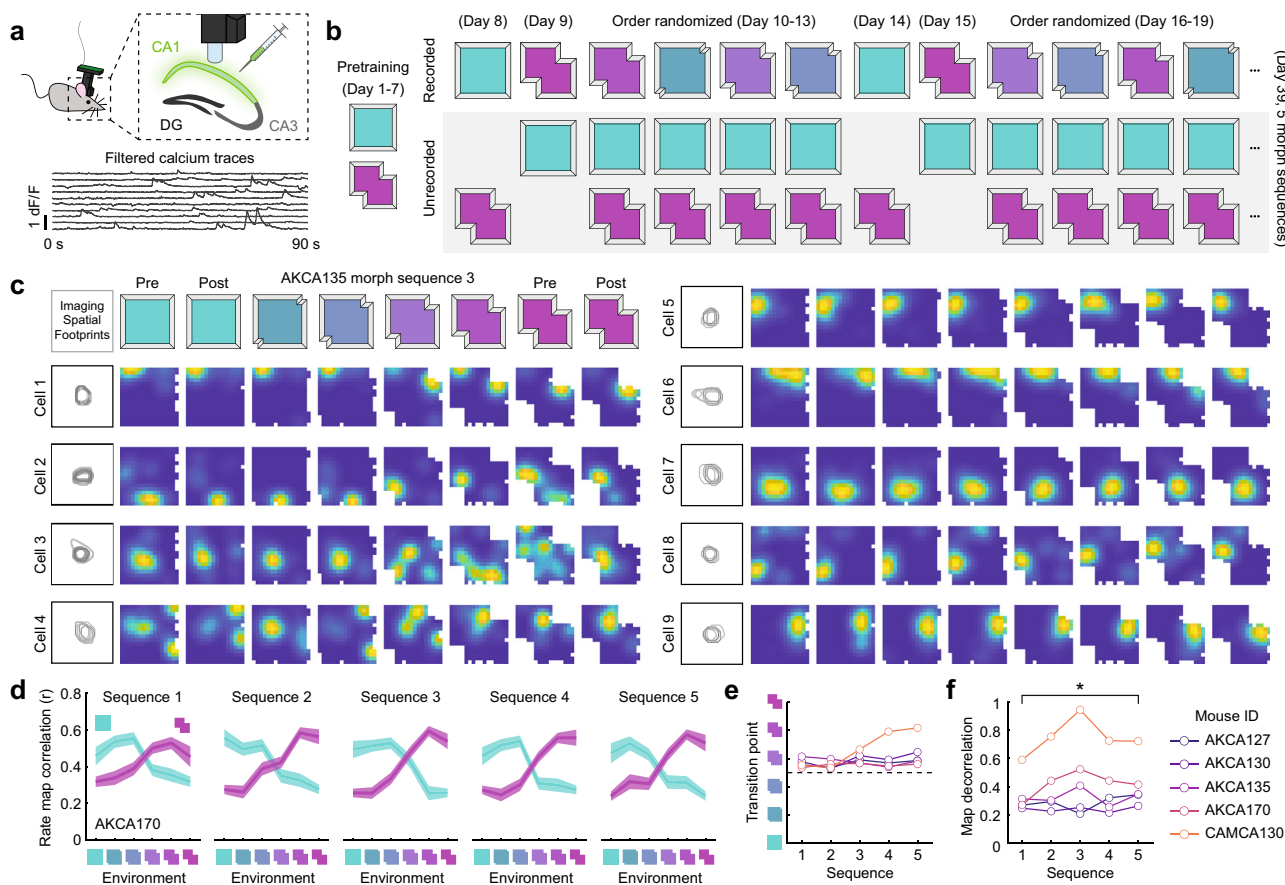 a
CA1
DG
CA3
Filtered calcium traces
1 dF/F
0 s
90 s
b
Pretraining
(Day 1-7)
(Day 8)
(Day 9)
Order randomized (Day 10-13)
(Day 14)
(Day 15)
Order randomized (Day 16-19)
Recorded
Unrecorded
...
...
...
(Day 39, 5 morph sequences)
c
Imaging
Spatial
Footprints
Pre
Post
AKCA135 morph sequence 3
Pre
Post
Cell 1
Cell 2
Cell 3
Cell 4
Cell 5
Cell 6
Cell 7
Cell 8
Cell 9
d
Rate map correlation (r)
0.8
0.6
0.4
0.2
0
Sequence 1
Sequence 2
Sequence 3
Sequence 4
Sequence 5
AKCA170
Environment
Environment
Environment
Environment
Environment
e
Transition point
1 2 3 4 5
Sequence
f
*
Map decorrelation
1
0.8
0.6
0.4
0.2
0
1 2 3 4 5
Sequence
Mouse ID
AKCA127
AKCA130
AKCA135
AKCA170
CAMCA130